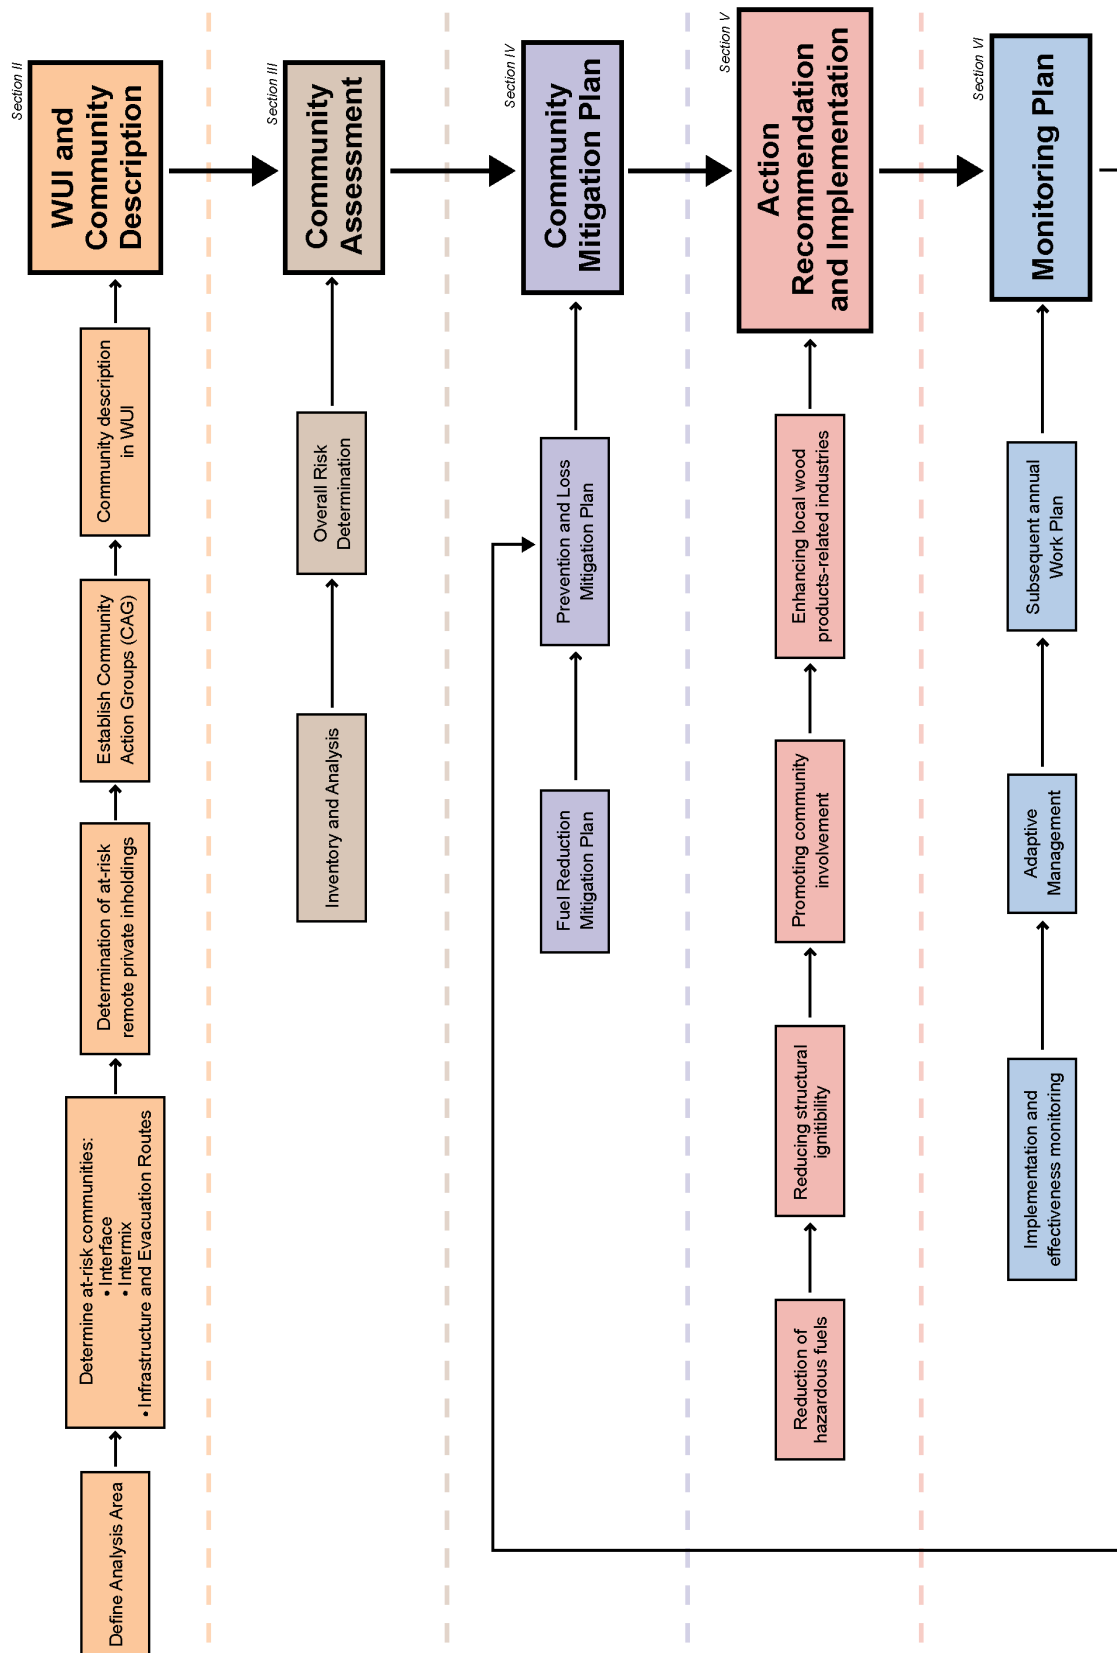 Section II
WUI and
Community
Description
Define Analysis Area
Determine at-risk communities:
• Interface
• Intermix
• Infrastructure and Evacuation Routes
Determination of at-risk
remote private inholdings
Establish Community
Action Groups (CAG)
Community description
in WUI
Section III
Community
Assessment
Inventory and Analysis
Overall Risk
Determination
Section IV
Community
Mitigation Plan
Fuel Reduction
Mitigation Plan
Prevention and Loss
Mitigation Plan
Section V
Action
Recommendation
and Implementation
Reduction of
hazardous fuels
Reducing structural
ignitibility
Promoting community
involvement
Enhancing local wood
products-related industries
Section VI
Monitoring Plan
Implementation and
effectiveness monitoring
Adaptive
Management
Subsequent annual
Work Plan